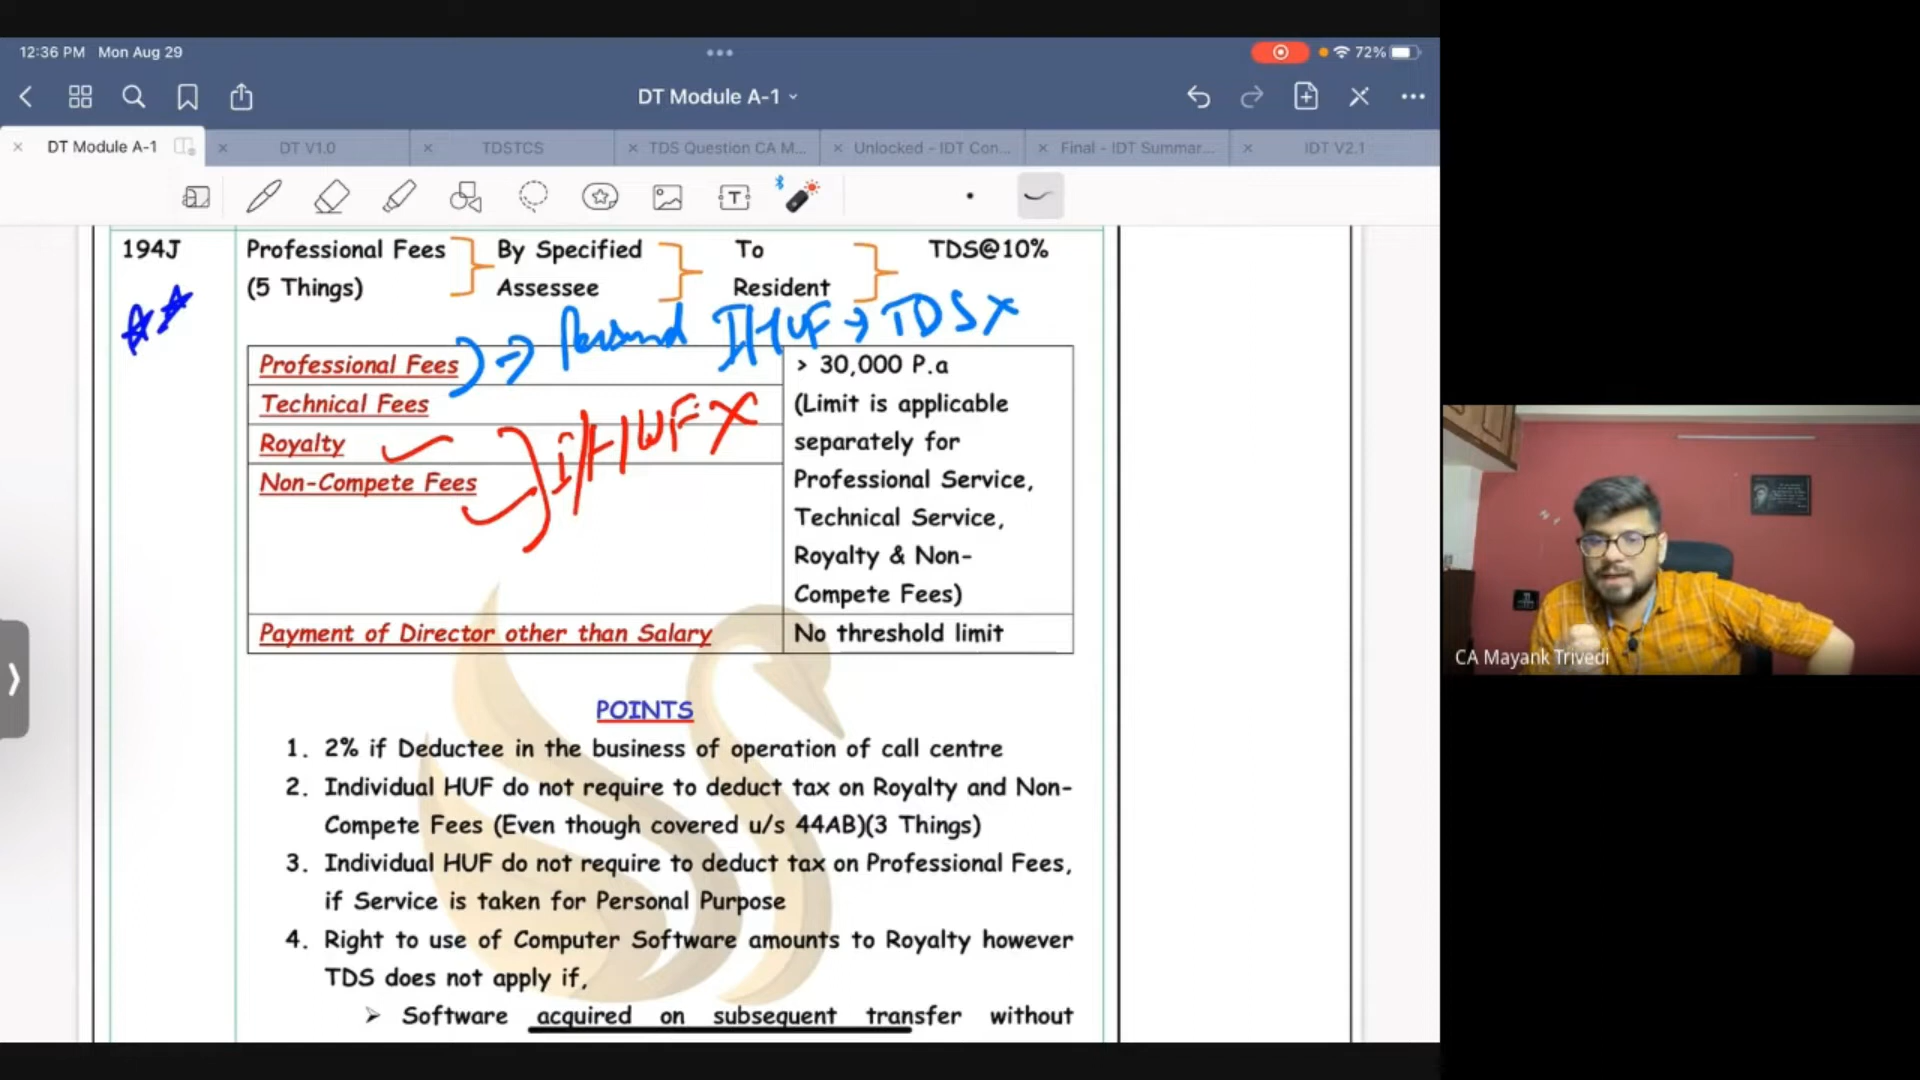 12:36 PM Mon Aug 29
72%
DT Module A-1
DT Module A-1
DT V1.0
TDSTCS
TDS Question CA M...
Unlocked - IDT Con...
Final - IDT Summar...
IDT V2.1
194J
Professional Fees
(5 Things)
By Specified
Assessee
To
Resident
TDS@10%
Personal I/HUF → TDS X
Professional Fees
Technical Fees
Royalty
Non-Compete Fees
I/HUF X
> 30,000 P.a
(Limit is applicable
separately for
Professional Service,
Technical Service,
Royalty & Non-
Compete Fees)
Payment of Director other than Salary
No threshold limit
POINTS
1. 2% if Deductee in the business of operation of call centre
2. Individual HUF do not require to deduct tax on Royalty and Non-
Compete Fees (Even though covered u/s 44AB)(3 Things)
3. Individual HUF do not require to deduct tax on Professional Fees,
if Service is taken for Personal Purpose
4. Right to use of Computer Software amounts to Royalty however
TDS does not apply if,
➢ Software acquired on subsequent transfer without
CA Mayank Trivedi